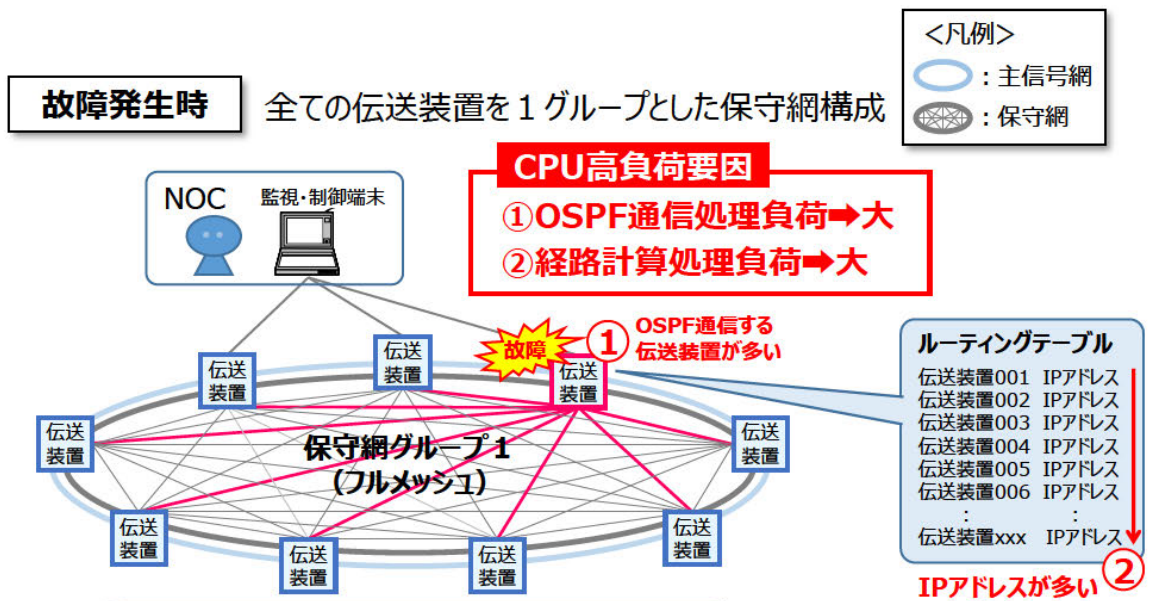 <凡例>
：主信号網
：保守網
故障発生時
全ての伝送装置を１グループとした保守網構成
CPU高負荷要因
①OSPF通信処理負荷➡大
②経路計算処理負荷➡大
NOC
監視・制御端末
故障
① OSPF通信する
伝送装置が多い
伝送
装置
伝送
装置
伝送
装置
伝送
装置
伝送
装置
保守網グループ１
（フルメッシュ）
伝送
装置
伝送
装置
伝送
装置
伝送
装置
ルーティングテーブル
伝送装置001 IPアドレス
伝送装置002 IPアドレス
伝送装置003 IPアドレス
伝送装置004 IPアドレス
伝送装置005 IPアドレス
伝送装置006 IPアドレス
： ：
伝送装置xxx IPアドレス
IPアドレスが多い ②